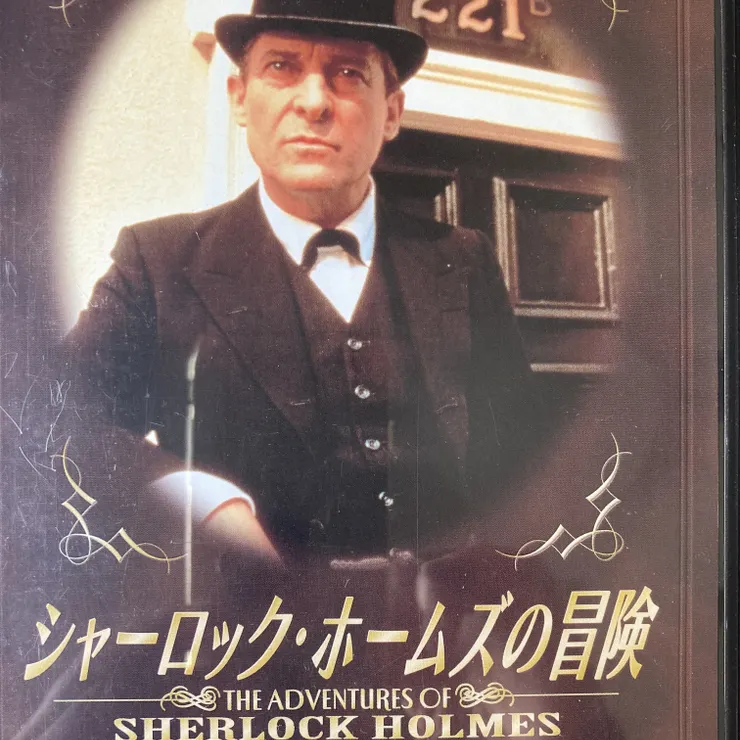 221B
シャーロック・ホームズの冒険
THE ADVENTURES OF
SHERLOCK HOLMES